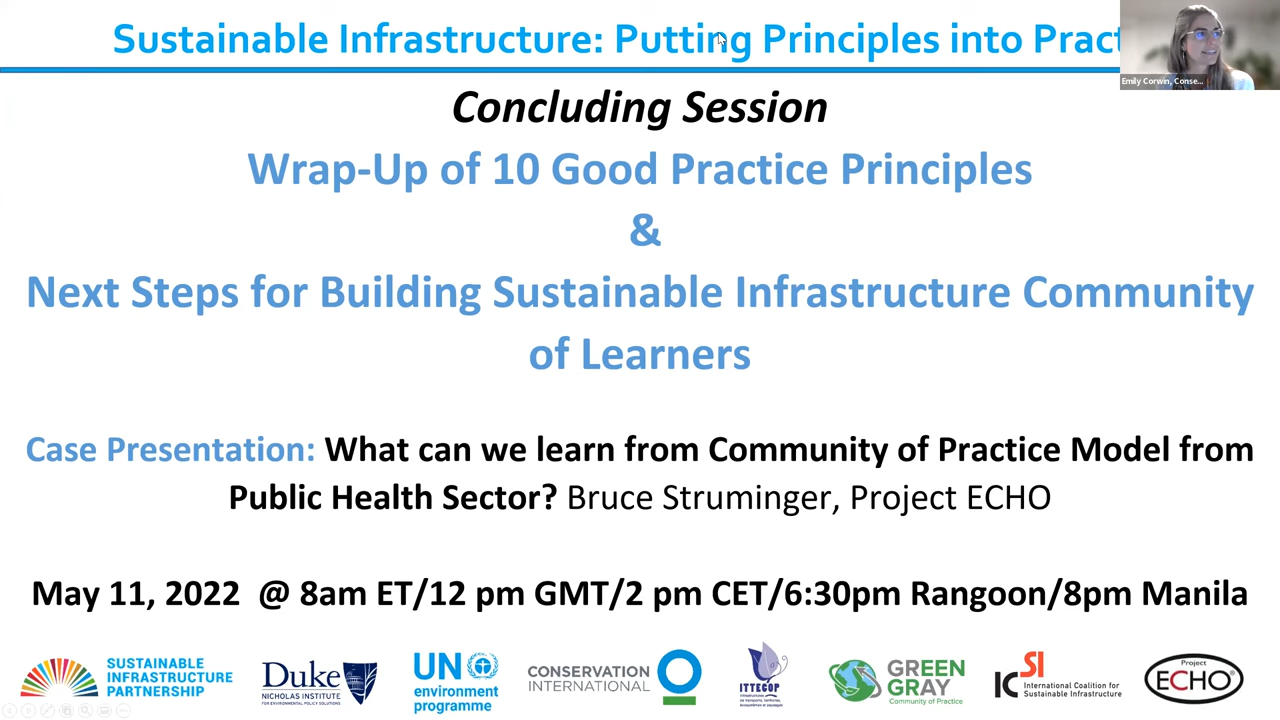 Sustainable Infrastructure: Putting Principles into Pract
Emily Corwin, Conse...
Concluding Session
Wrap-Up of 10 Good Practice Principles
&
Next Steps for Building Sustainable Infrastructure Community
of Learners
Case Presentation: What can we learn from Community of Practice Model from
Public Health Sector? Bruce Struminger, Project ECHO
May 11, 2022 @ 8am ET/12 pm GMT/2 pm CET/6:30pm Rangoon/8pm Manila
SUSTAINABLE
INFRASTRUCTURE
PARTNERSHIP
Duke
NICHOLAS INSTITUTE
FOR ENVIRONMENTAL POLICY SOLUTIONS
UN
environment
programme
CONSERVATION
INTERNATIONAL
ITTECOP
GREEN
GRAY
Community of Practice
SI
IC
International Coalition for
Sustainable Infrastructure
Project
ECHO®